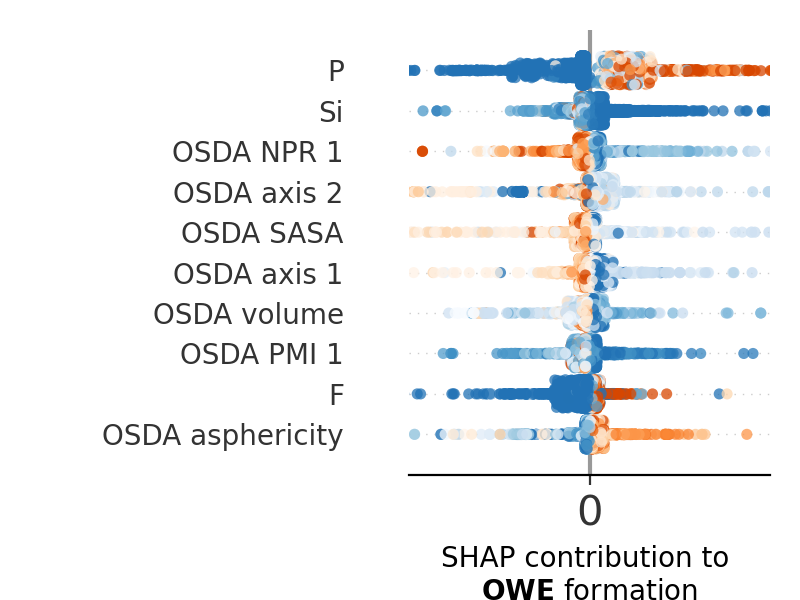 P
Si
OSDA NPR 1
OSDA axis 2
OSDA SASA
OSDA axis 1
OSDA volume
OSDA PMI 1
F
OSDA asphericity
0
SHAP contribution to
OWE formation